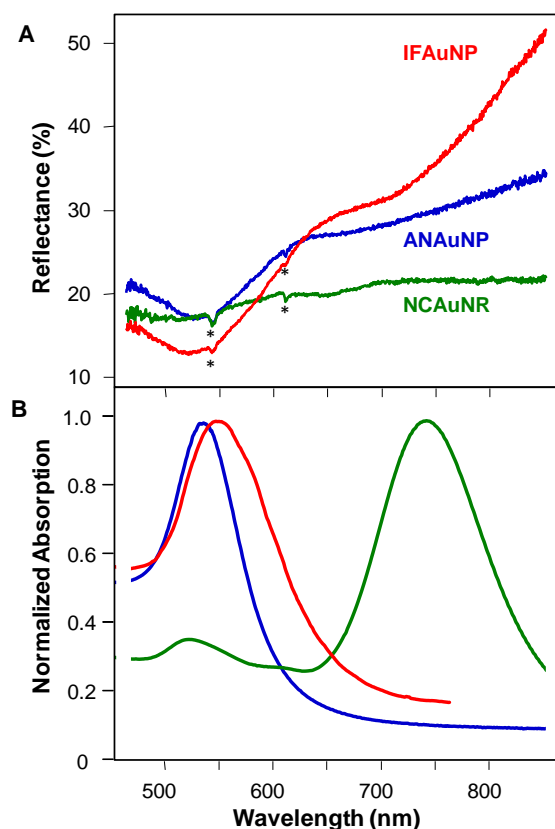 A
50
40
30
20
10
Reflectance (%)
IFAuNP
ANAuNP
NCAuNR
*
*
*
*
B
1.0
0.8
0.6
0.4
0.2
0
Normalized Absorption
500
600
700
800
Wavelength (nm)